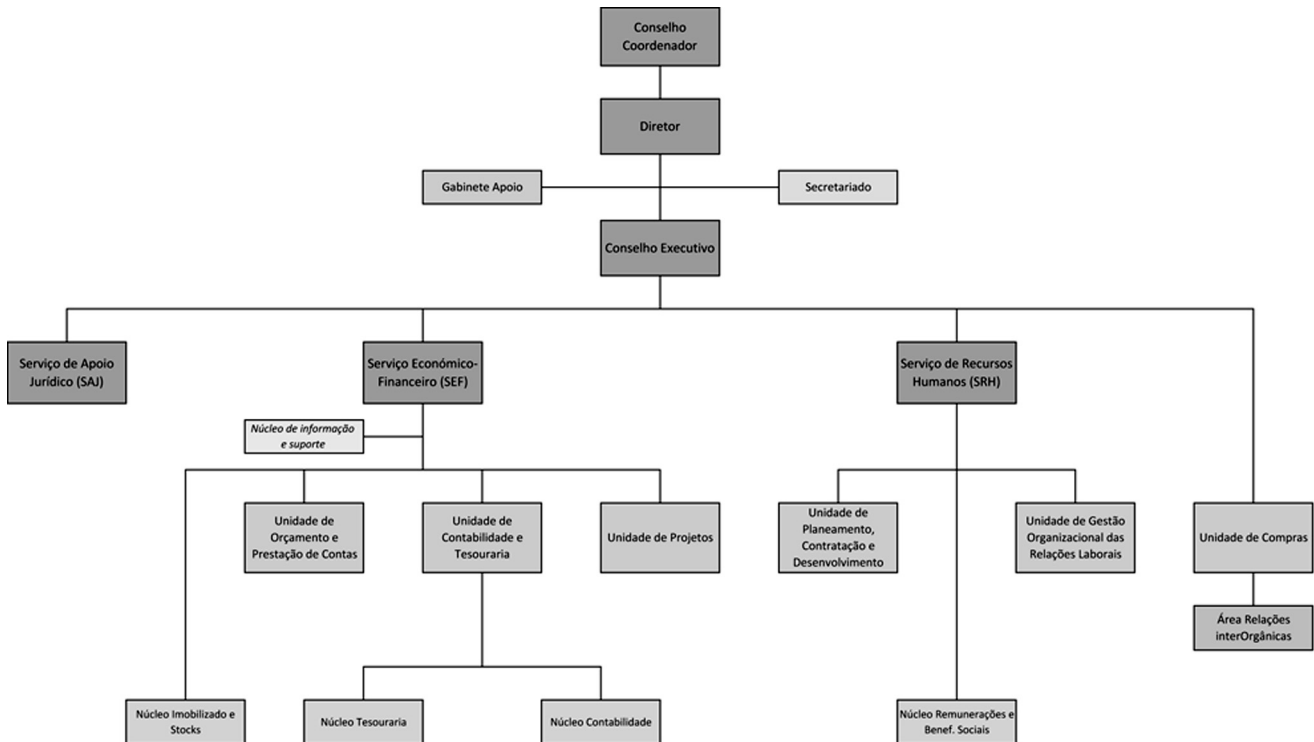 Conselho
Coordenador
Diretor
Gabinete Apoio
Secretariado
Conselho Executivo
Serviço de Apoio
Jurídico (SAJ)
Serviço Económico-
Financeiro (SEF)
Serviço de Recursos
Humanos (SRH)
Núcleo de informação
e suporte
Unidade de
Orçamento e
Prestação de Contas
Unidade de
Contabilidade e
Tesouraria
Unidade de Projetos
Unidade de
Planeamento,
Contratação e
Desenvolvimento
Unidade de Gestão
Organizacional das
Relações Laborais
Unidade de Compras
Área Relações
interOrgânicas
Núcleo Imobilizado e
Stocks
Núcleo Tesouraria
Núcleo Contabilidade
Núcleo Remunerações e
Benef. Sociais